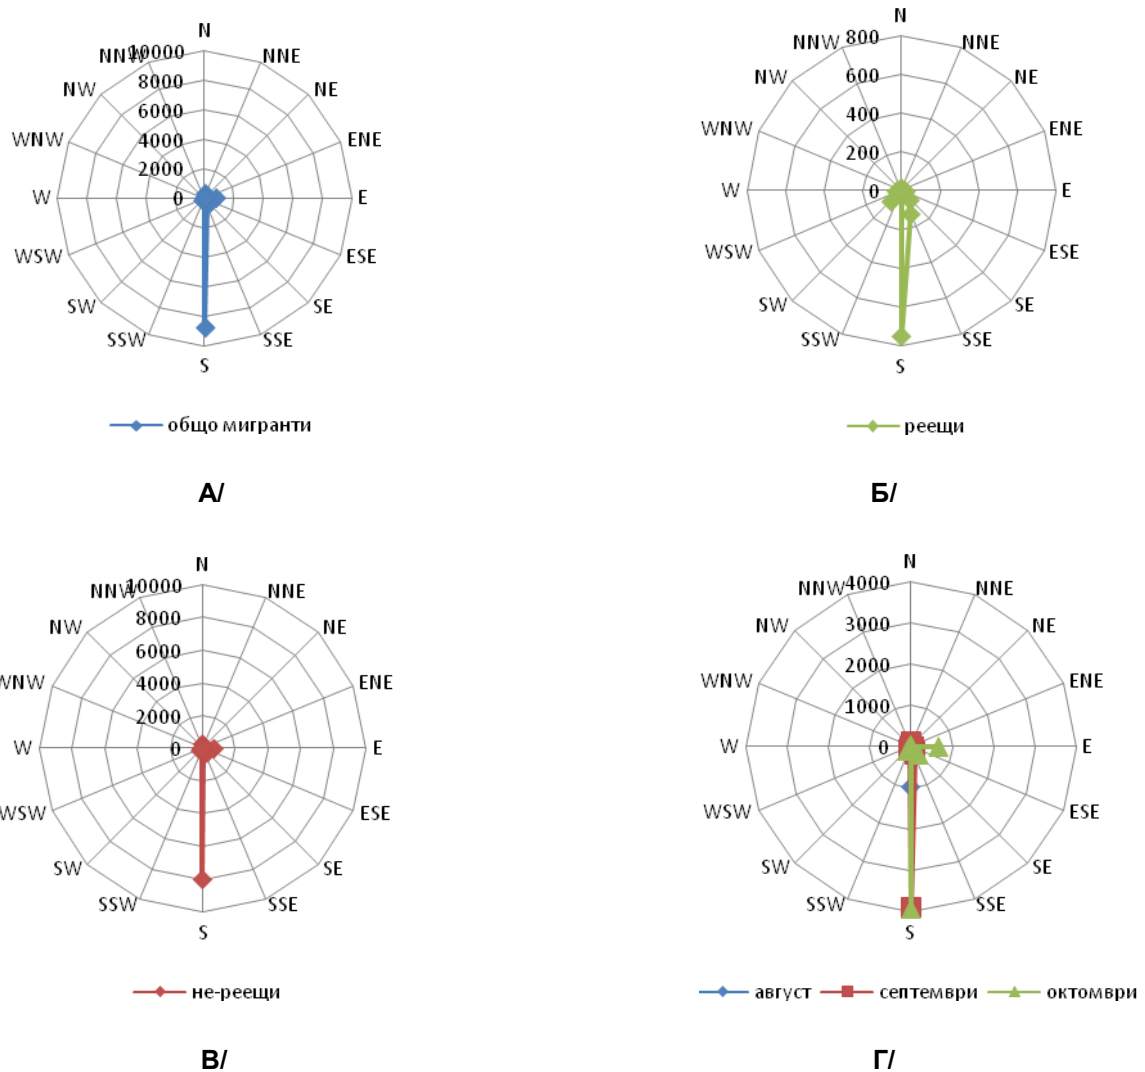 N
NNE
NE
ENE
E
ESE
SE
SSE
S
SSW
SW
WSW
W
WNW
NW
NNW
10000
8000
6000
4000
2000
0
общо мигранти
А/
N
NNE
NE
ENE
E
ESE
SE
SSE
S
SSW
SW
WSW
W
WNW
NW
NNW
800
600
400
200
0
реещи
Б/
N
NNE
NE
ENE
E
ESE
SE
SSE
S
SSW
SW
WSW
W
WNW
NW
NNW
10000
8000
6000
4000
2000
0
не-реещи
В/
N
NNE
NE
ENE
E
ESE
SE
SSE
S
SSW
SW
WSW
W
WNW
NW
NNW
4000
3000
2000
1000
0
август септември октомври
Г/